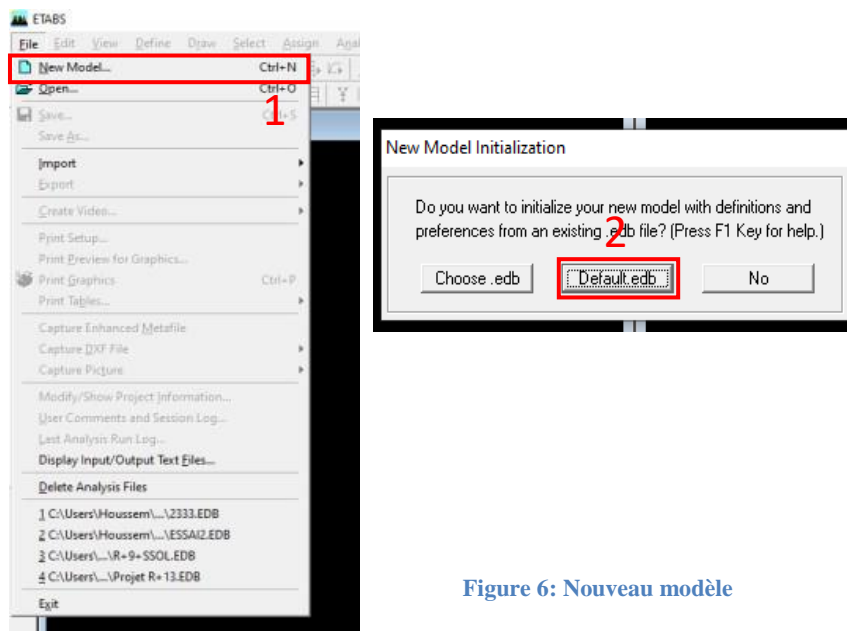 ETABS
File Edit View Define Draw Select Assign Anal
New Model... Ctrl+N
Open... Ctrl+O
1
Save... Ctrl+S
Save As...
Import
Export
Create Video...
Print Setup...
Print Preview for Graphics...
Print Graphics Ctrl+P
Print Tables...
Capture Enhanced Metafile
Capture DXF File
Capture Picture
Modify/Show Project Information...
User Comments and Session Log...
Last Analysis Run Log...
Display Input/Output Text Files...
Delete Analysis Files
1 C:\Users\Houssem\...\2333.EDB
2 C:\Users\Houssem\...\ESSAI2.EDB
3 C:\Users\...\R+9+SSOL.EDB
4 C:\Users\...\Projet R+13.EDB
Exit
New Model Initialization
Do you want to initialize your new model with definitions and
preferences from an existing .edb file? (Press F1 Key for help.)
2
Choose .edb Default.edb No
Figure 6: Nouveau modèle